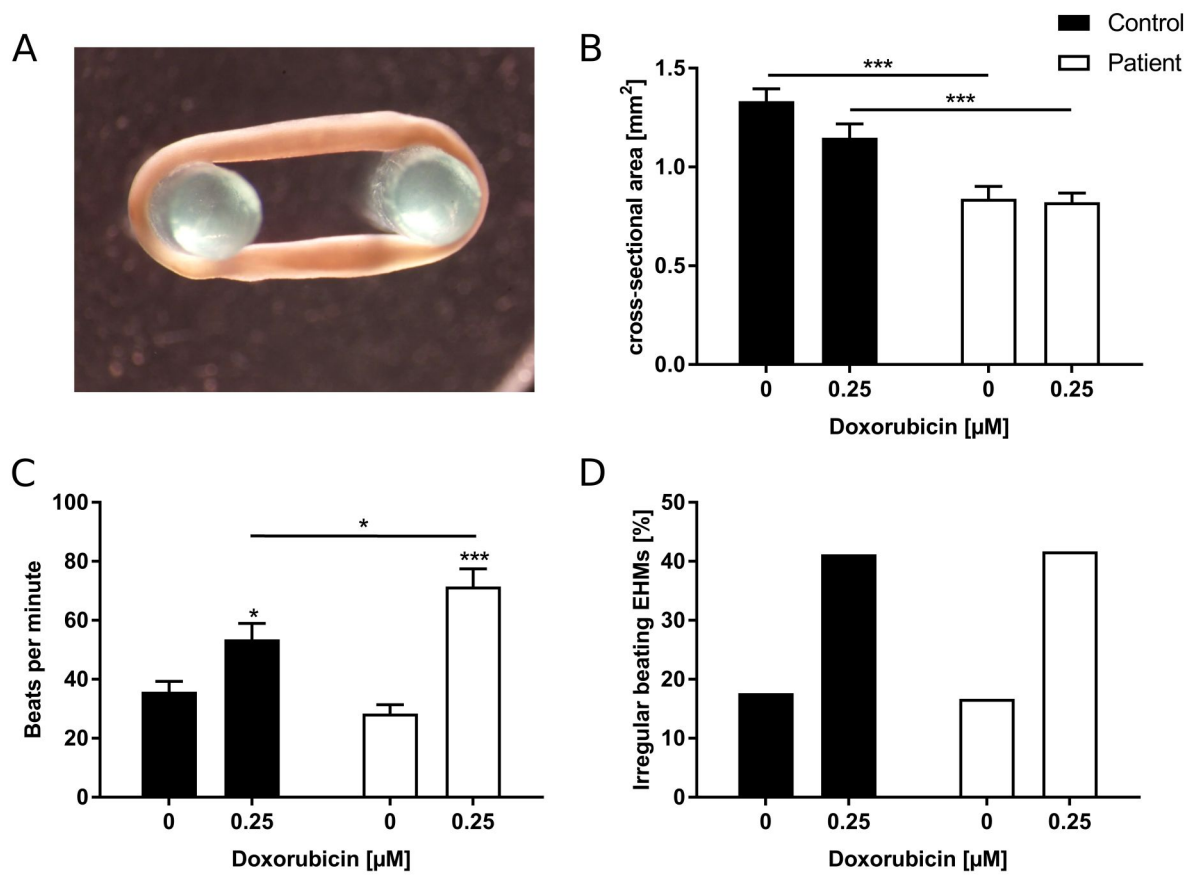 A
B
Control
Patient
***
***
cross-sectional area [mm²]
1.5
1.0
0.5
0.0
0
0.25
0
0.25
Doxorubicin [µM]
C
*
***
*
Beats per minute
100
80
60
40
20
0
0
0.25
0
0.25
Doxorubicin [µM]
D
Irregular beating EHMs [%]
50
40
30
20
10
0
0
0.25
0
0.25
Doxorubicin [µM]